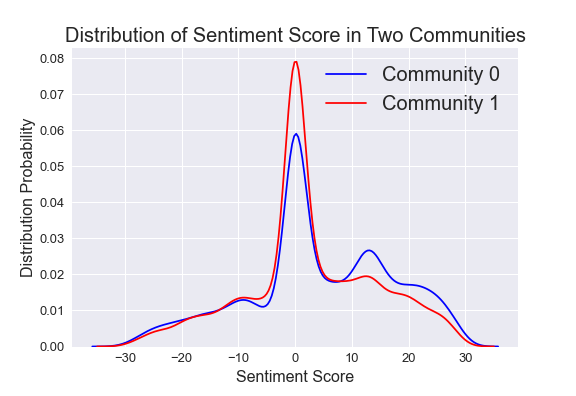 Distribution of Sentiment Score in Two Communities
Community 0
Community 1
Distribution Probability
0.08
0.07
0.06
0.05
0.04
0.03
0.02
0.01
0.00
−30 −20 −10 0 10 20 30
Sentiment Score